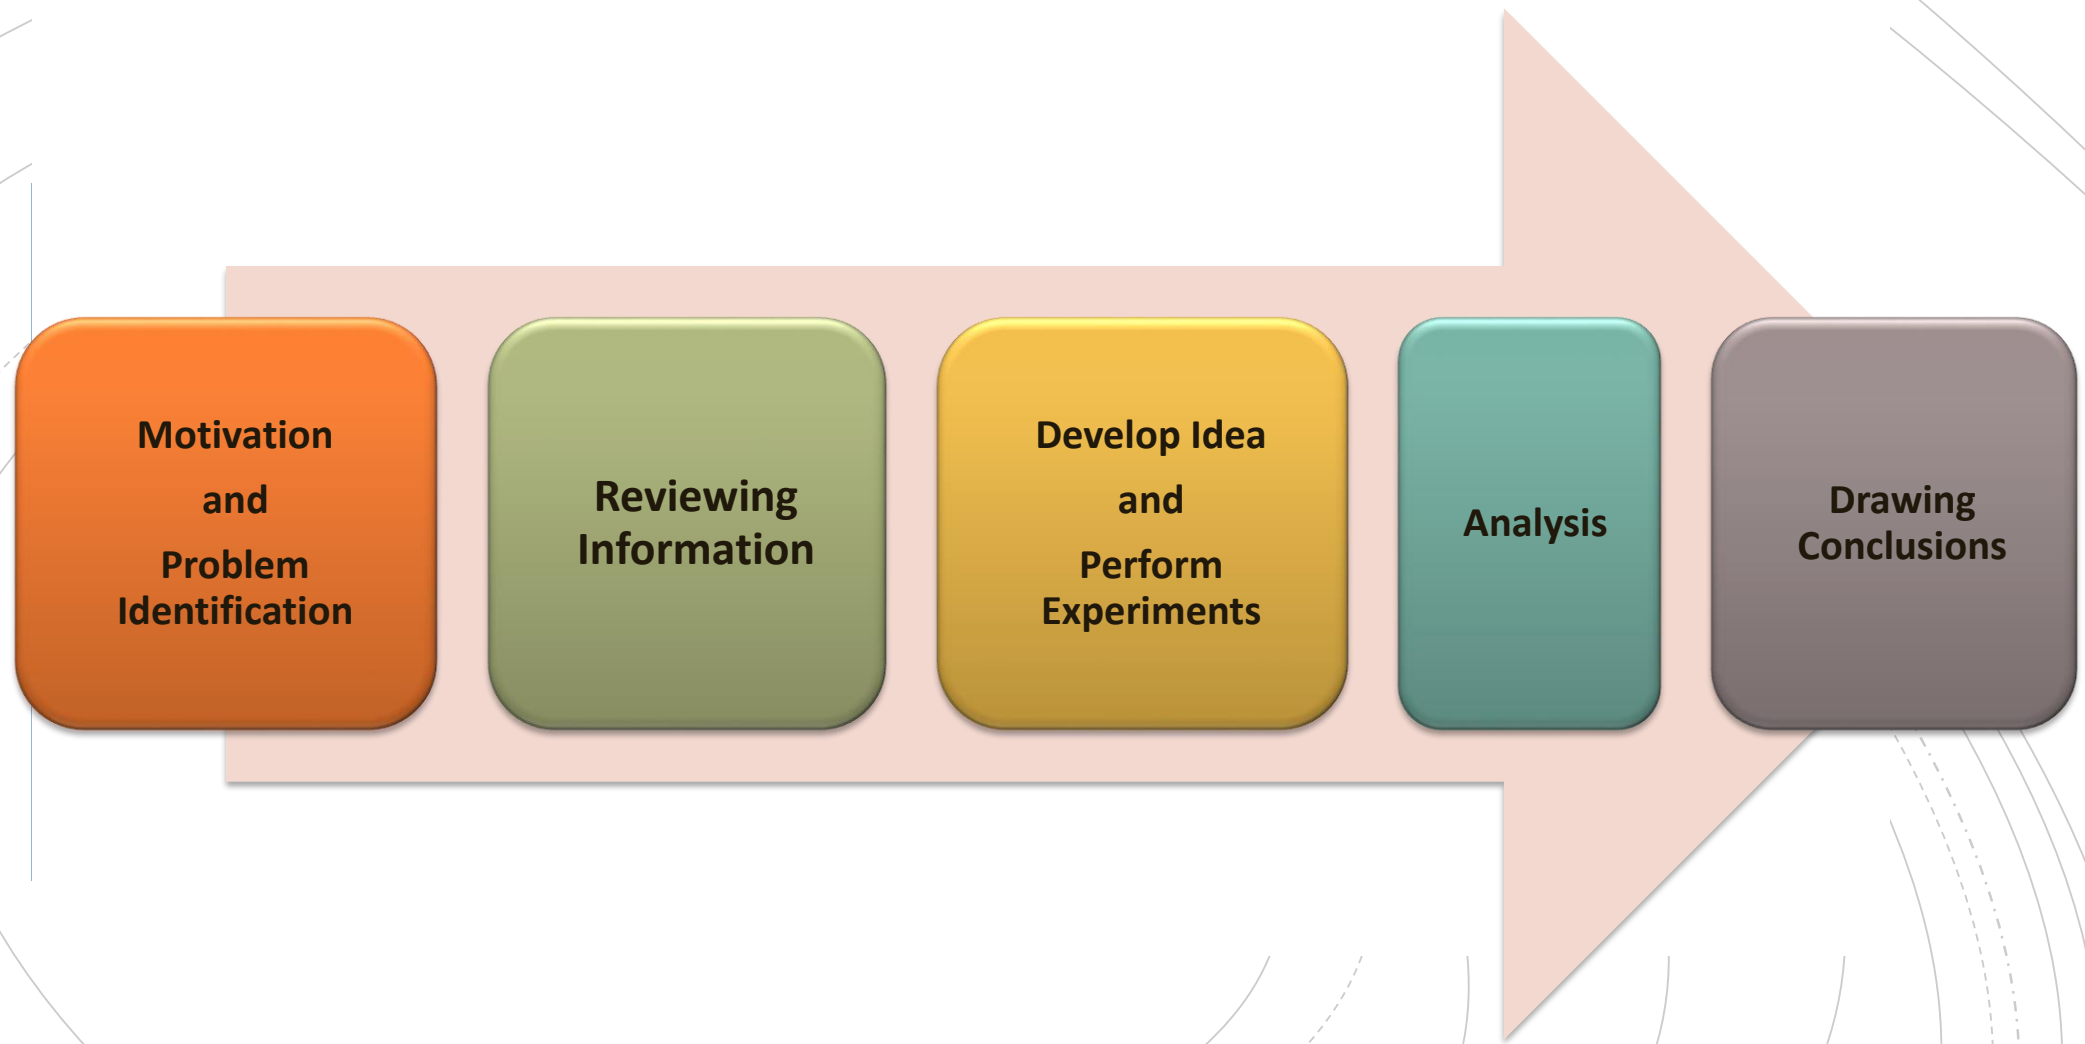 Motivation
and
Problem
Identification
Reviewing
Information
Develop Idea
and
Perform
Experiments
Analysis
Drawing
Conclusions